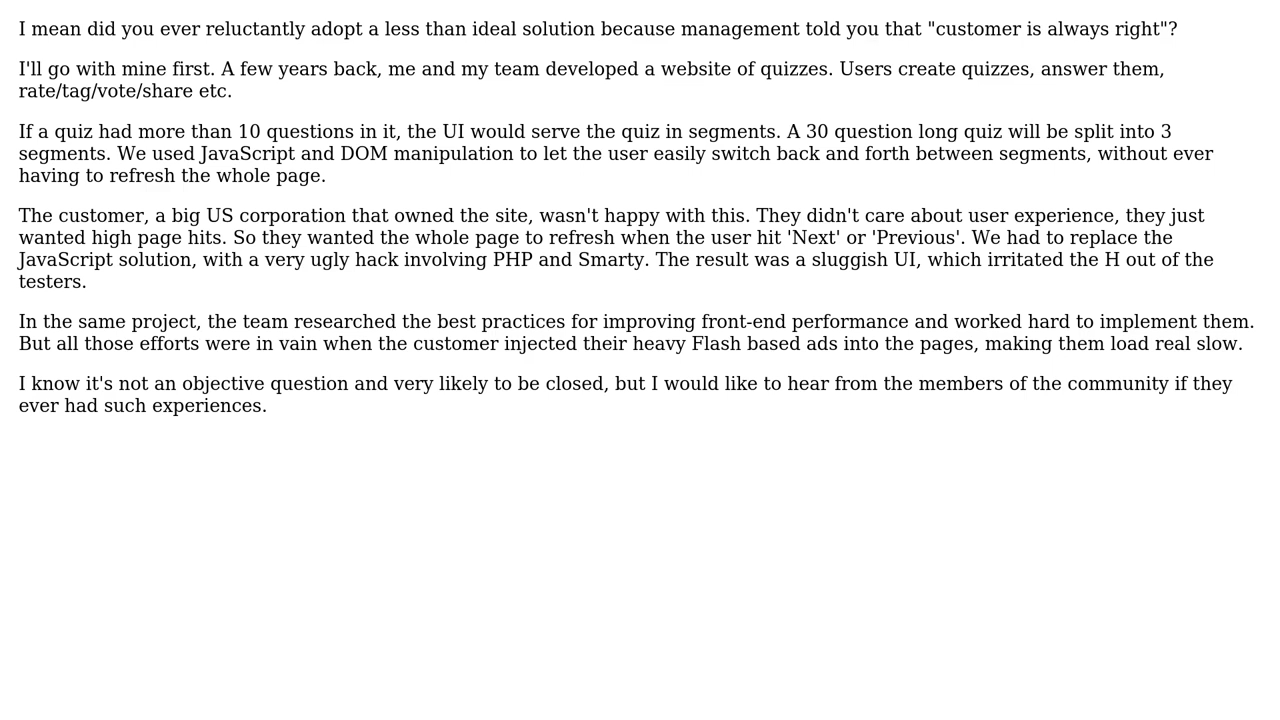 I mean did you ever reluctantly adopt a less than ideal solution because management told you that "customer is always right"?
I'll go with mine first. A few years back, me and my team developed a website of quizzes. Users create quizzes, answer them,
rate/tag/vote/share etc.
If a quiz had more than 10 questions in it, the UI would serve the quiz in segments. A 30 question long quiz will be split into 3
segments. We used JavaScript and DOM manipulation to let the user easily switch back and forth between segments, without ever
having to refresh the whole page.
The customer, a big US corporation that owned the site, wasn't happy with this. They didn't care about user experience, they just
wanted high page hits. So they wanted the whole page to refresh when the user hit 'Next' or 'Previous'. We had to replace the
JavaScript solution, with a very ugly hack involving PHP and Smarty. The result was a sluggish UI, which irritated the H out of the
testers.
In the same project, the team researched the best practices for improving front-end performance and worked hard to implement them.
But all those efforts were in vain when the customer injected their heavy Flash based ads into the pages, making them load real slow.
I know it's not an objective question and very likely to be closed, but I would like to hear from the members of the community if they
ever had such experiences.